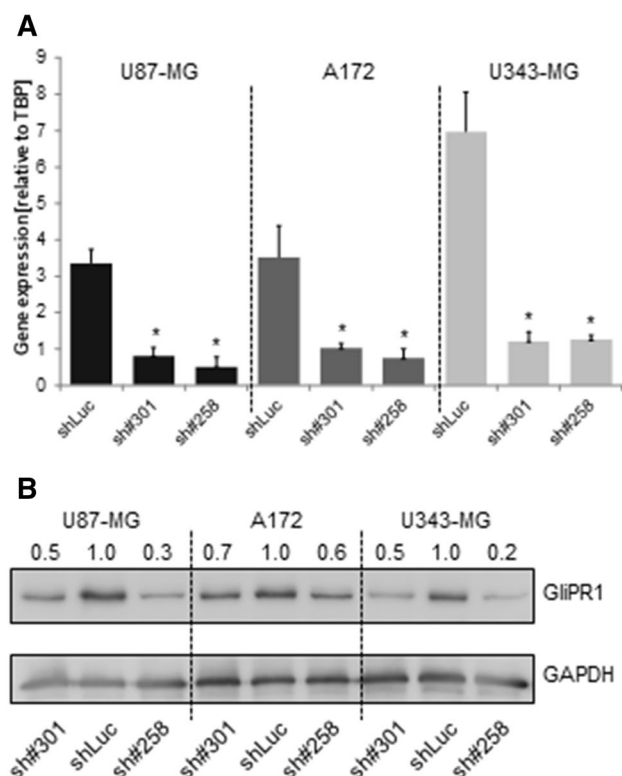 A
U87-MG A172 U343-MG
Gene expression[relative to TBP]
9
8
7
6
5
4
3
2
1
0
* * * * * *
shLuc sh#301 sh#258 shLuc sh#301 sh#258 shLuc sh#301 sh#258
B
U87-MG A172 U343-MG
0.5 1.0 0.3 0.7 1.0 0.6 0.5 1.0 0.2
GliPR1
GAPDH
sh#301 shLuc sh#258 sh#301 shLuc sh#258 sh#301 shLuc sh#258